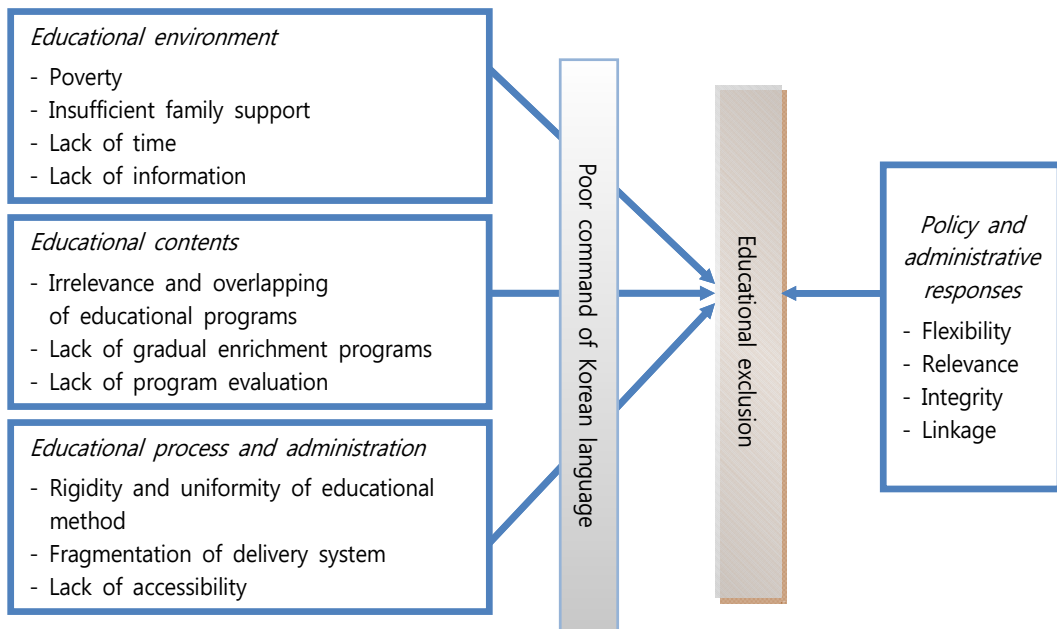 Educational environment
- Poverty
- Insufficient family support
- Lack of time
- Lack of information
Educational contents
- Irrelevance and overlapping
of educational programs
- Lack of gradual enrichment programs
- Lack of program evaluation
Educational process and administration
- Rigidity and uniformity of educational
method
- Fragmentation of delivery system
- Lack of accessibility
Poor command of Korean language
Educational exclusion
Policy and
administrative
responses
- Flexibility
- Relevance
- Integrity
- Linkage